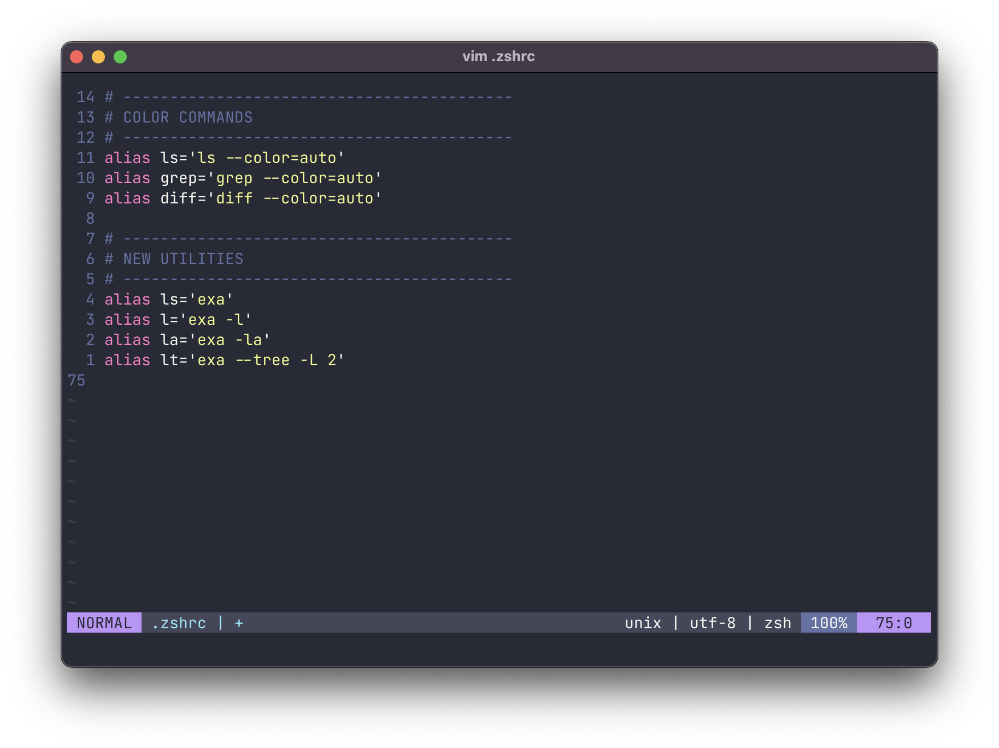 vim .zshrc
14 # ------------------------------------------
13 # COLOR COMMANDS
12 # ------------------------------------------
11 alias ls='ls --color=auto'
10 alias grep='grep --color=auto'
9 alias diff='diff --color=auto'
8
7 # ------------------------------------------
6 # NEW UTILITIES
5 # ------------------------------------------
4 alias ls='exa'
3 alias l='exa -l'
2 alias la='exa -la'
1 alias lt='exa --tree -L 2'
75
~
~
~
~
~
~
~
~
~
~
~
NORMAL .zshrc | + unix | utf-8 | zsh 100% 75:0